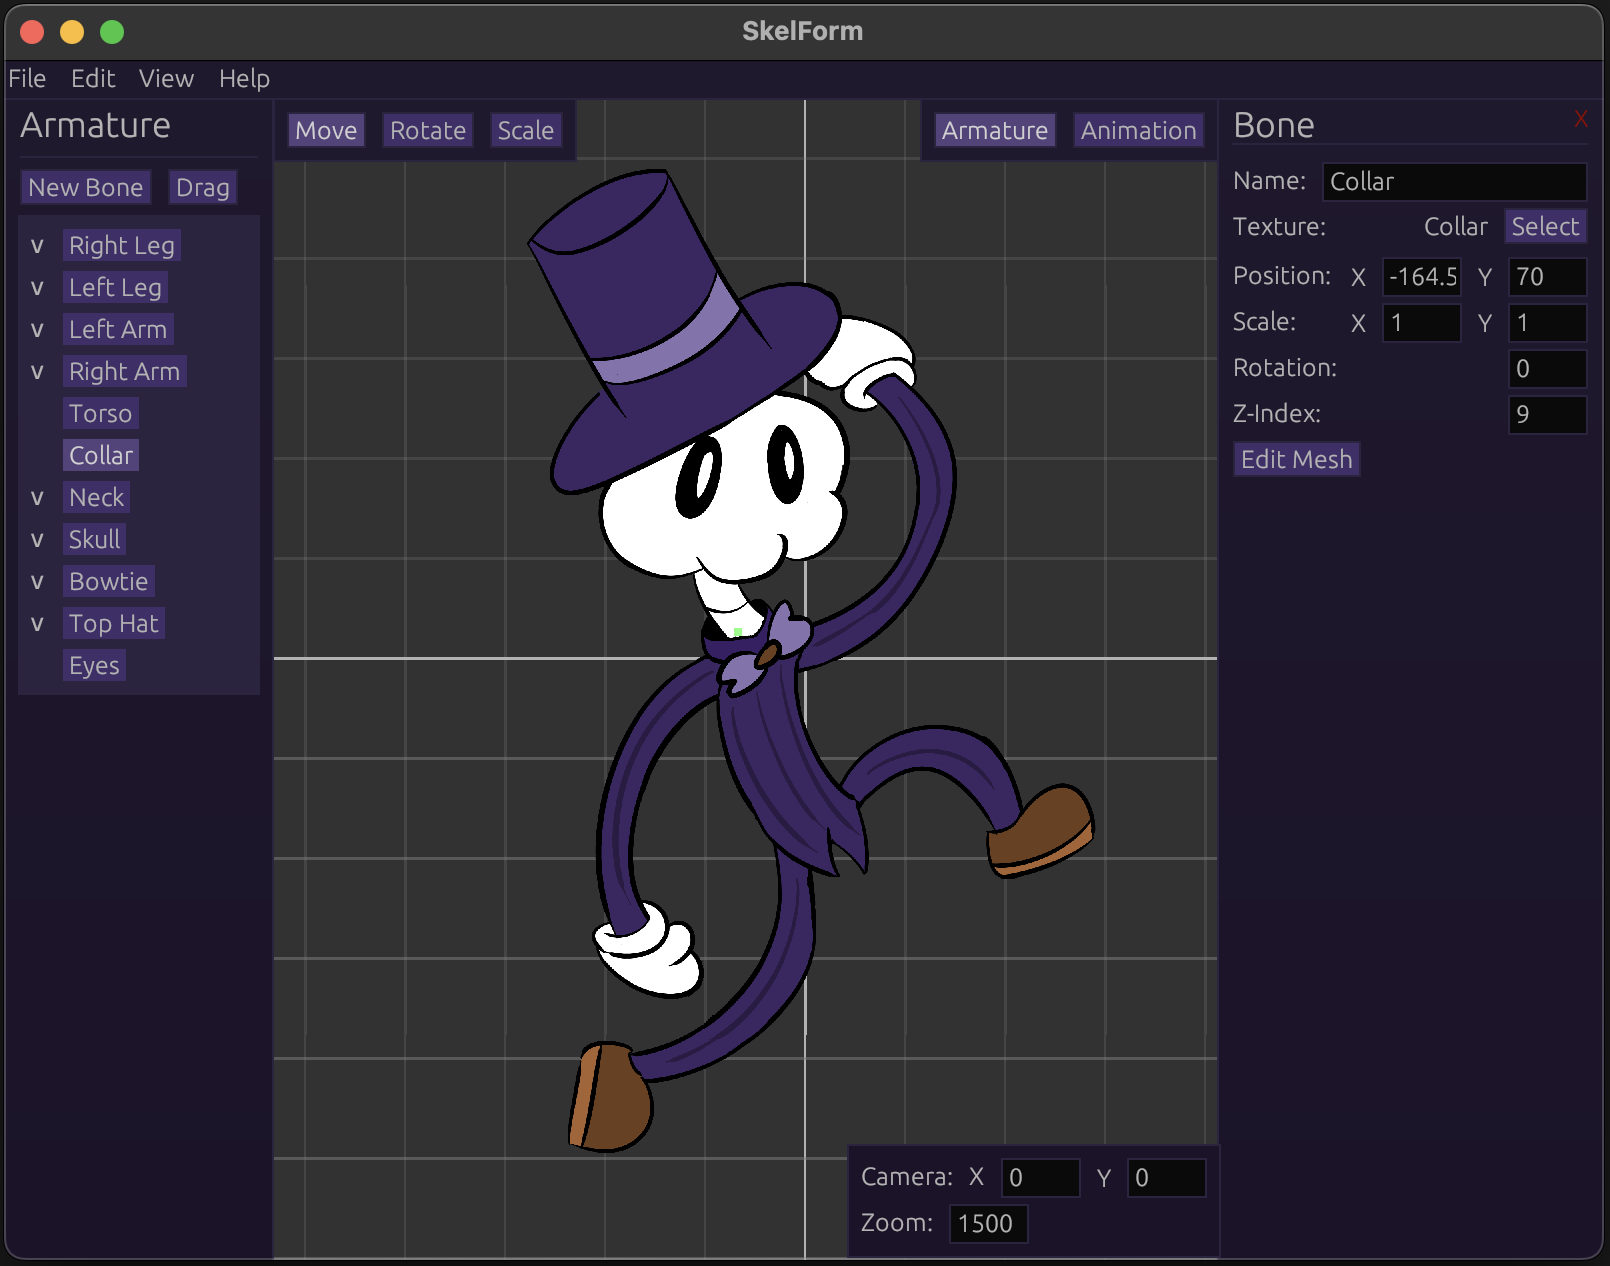 SkelForm
File Edit View Help
Armature
New Bone Drag
v Right Leg
v Left Leg
v Left Arm
v Right Arm
Torso
Collar
v Neck
v Skull
v Bowtie
v Top Hat
Eyes
Move Rotate Scale
Armature Animation
Bone X
Name: Collar
Texture: Collar Select
Position: X -164.5 Y 70
Scale: X 1 Y 1
Rotation: 0
Z-Index: 9
Edit Mesh
Camera: X 0 Y 0
Zoom: 1500